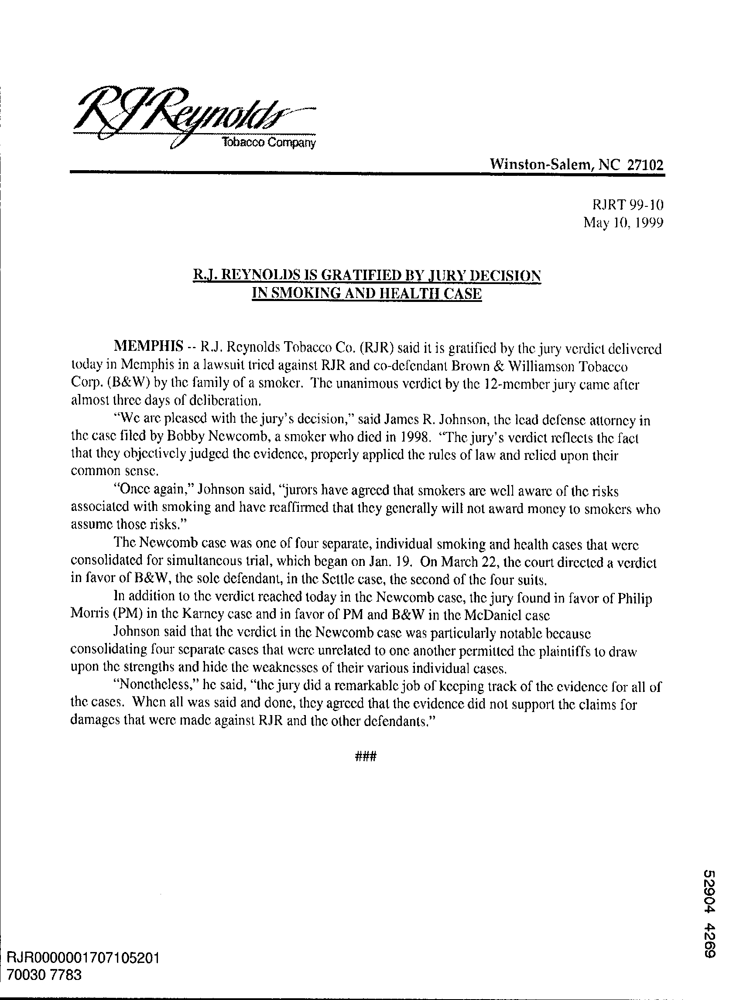 RJReynolds
Tobacco Company
Winston-Salem, NC 27102
RJRT 99-10
May 10, 1999
R.J. REYNOLDS IS GRATIFIED BY JURY DECISION
IN SMOKING AND HEALTH CASE
MEMPHIS -- R.J. Reynolds Tobacco Co. (RJR) said it is gratified by the jury verdict delivered
today in Memphis in a lawsuit tried against RJR and co-defendant Brown & Williamson Tobacco
Corp. (B&W) by the family of a smoker. The unanimous verdict by the 12-member jury came after
almost three days of deliberation.
"We are pleased with the jury's decision," said James R. Johnson, the lead defense attorney in
the case filed by Bobby Newcomb, a smoker who died in 1998. "The jury's verdict reflects the fact
that they objectively judged the evidence, properly applied the rules of law and relied upon their
common sense.
"Once again," Johnson said, "jurors have agreed that smokers are well aware of the risks
associated with smoking and have reaffirmed that they generally will not award money to smokers who
assume those risks."
The Newcomb case was one of four separate, individual smoking and health cases that were
consolidated for simultaneous trial, which began on Jan. 19. On March 22, the court directed a verdict
in favor of B&W, the sole defendant, in the Settle case, the second of the four suits.
In addition to the verdict reached today in the Newcomb case, the jury found in favor of Philip
Morris (PM) in the Karney case and in favor of PM and B&W in the McDaniel case
Johnson said that the verdict in the Newcomb case was particularly notable because
consolidating four separate cases that were unrelated to one another permitted the plaintiffs to draw
upon the strengths and hide the weaknesses of their various individual cases.
"Nonetheless," he said, "the jury did a remarkable job of keeping track of the evidence for all of
the cases. When all was said and done, they agreed that the evidence did not support the claims for
damages that were made against RJR and the other defendants."
###
52904 4269
RJR0000001707105201
70030 7783